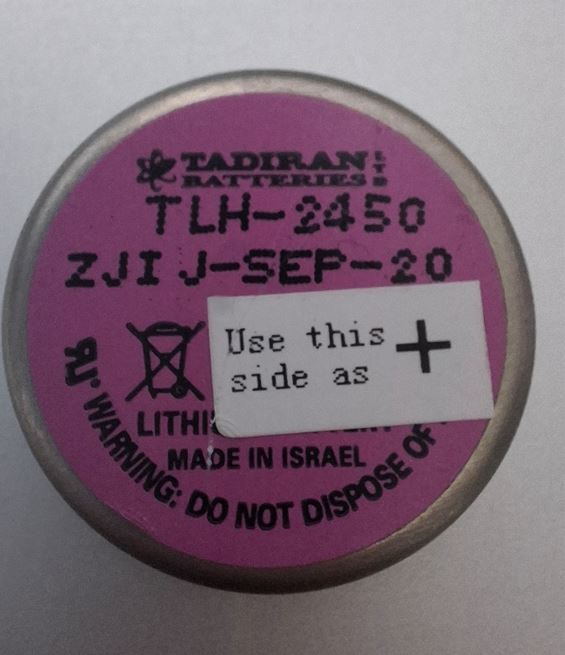 TADIRAN LTD
BATTERIES
TLH-2450
ZJI J-SEP-20
Use this
side as +
MADE IN ISRAEL
WARNING: DO NOT DISPOSE OF